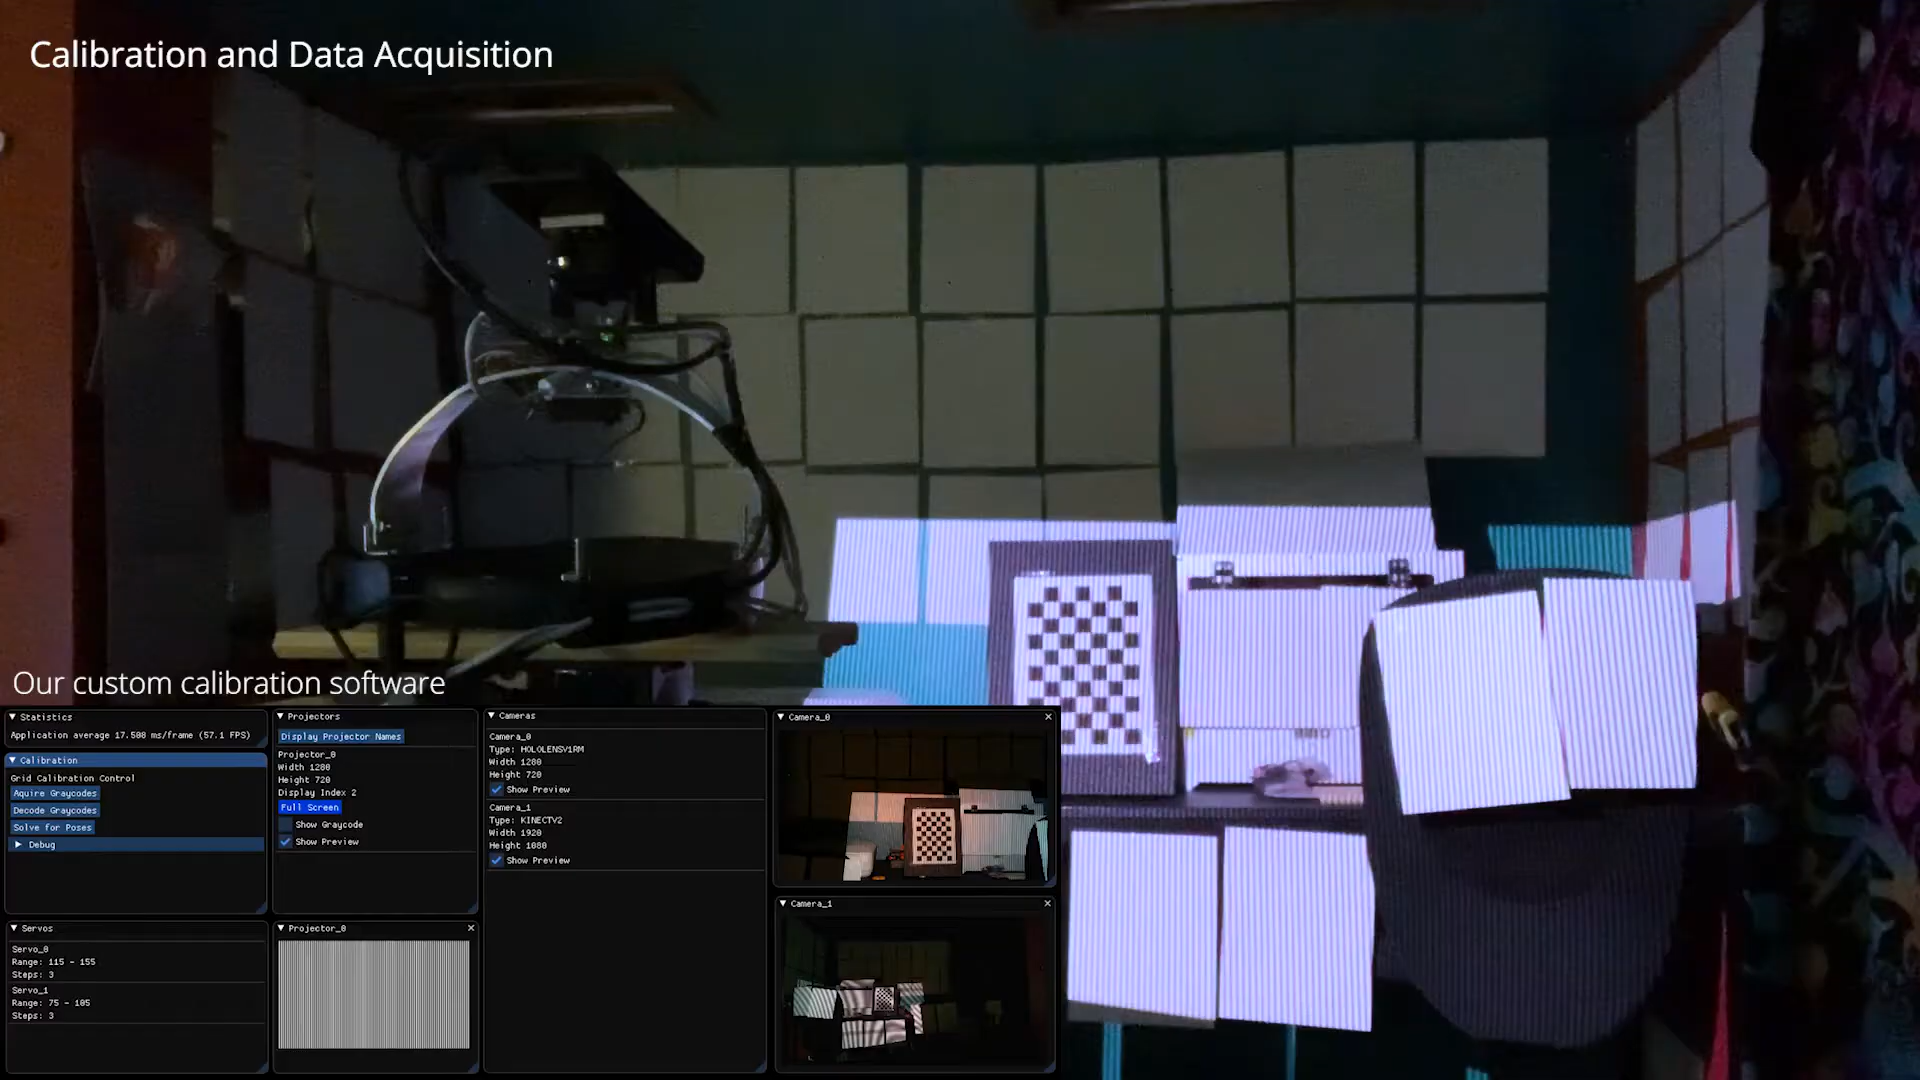 Calibration and Data Acquisition
Our custom calibration software
Statistics
Application average 17.508 ms/frame (57.1 FPS)
Calibration
Grid Calibration Control
Aquire Graycodes
Decode Graycodes
Solve for Poses
Debug
Servos
Servo_0
Range: 115 - 155
Steps: 3
Servo_1
Range: 75 - 105
Steps: 3
Projectors
Display Projector Names
Projector_0
Width 1280
Height 720
Display Index 2
Full Screen
Show Graycode
Show Preview
Projector_0
Cameras
Camera_0
Type: HOLOLENSV1RM
Width 1280
Height 720
Show Preview
Camera_1
Type: KINECTV2
Width 1920
Height 1080
Show Preview
Camera_0
Camera_1